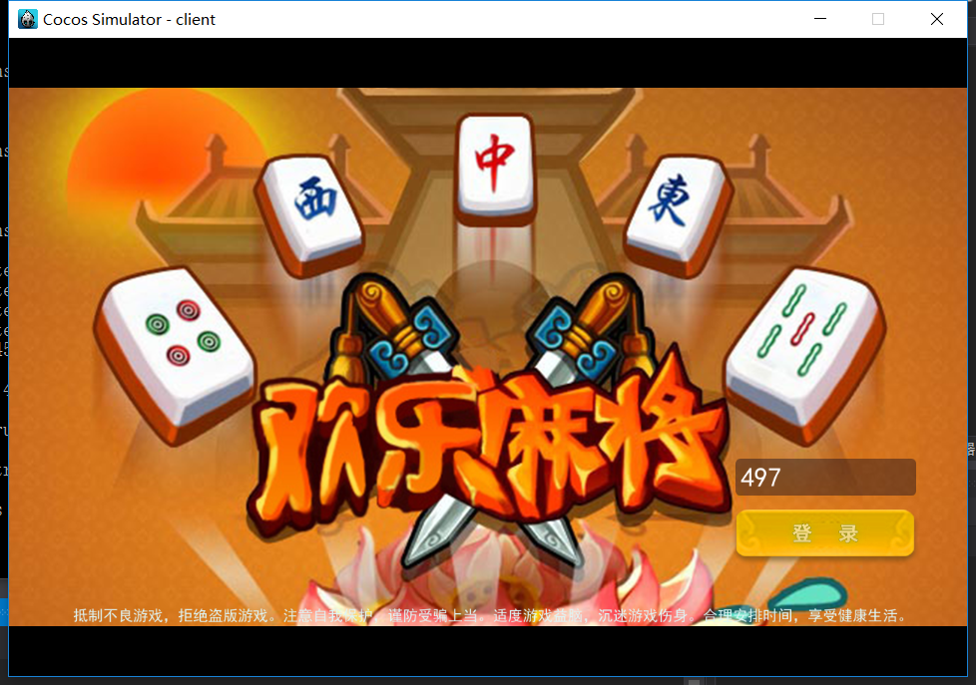 Cocos Simulator - client
中
西
東
欢乐麻将
497
登 录
抵制不良游戏，拒绝盗版游戏。注意自我保护，谨防受骗上当。适度游戏益脑，沉迷游戏伤身。合理安排时间，享受健康生活。